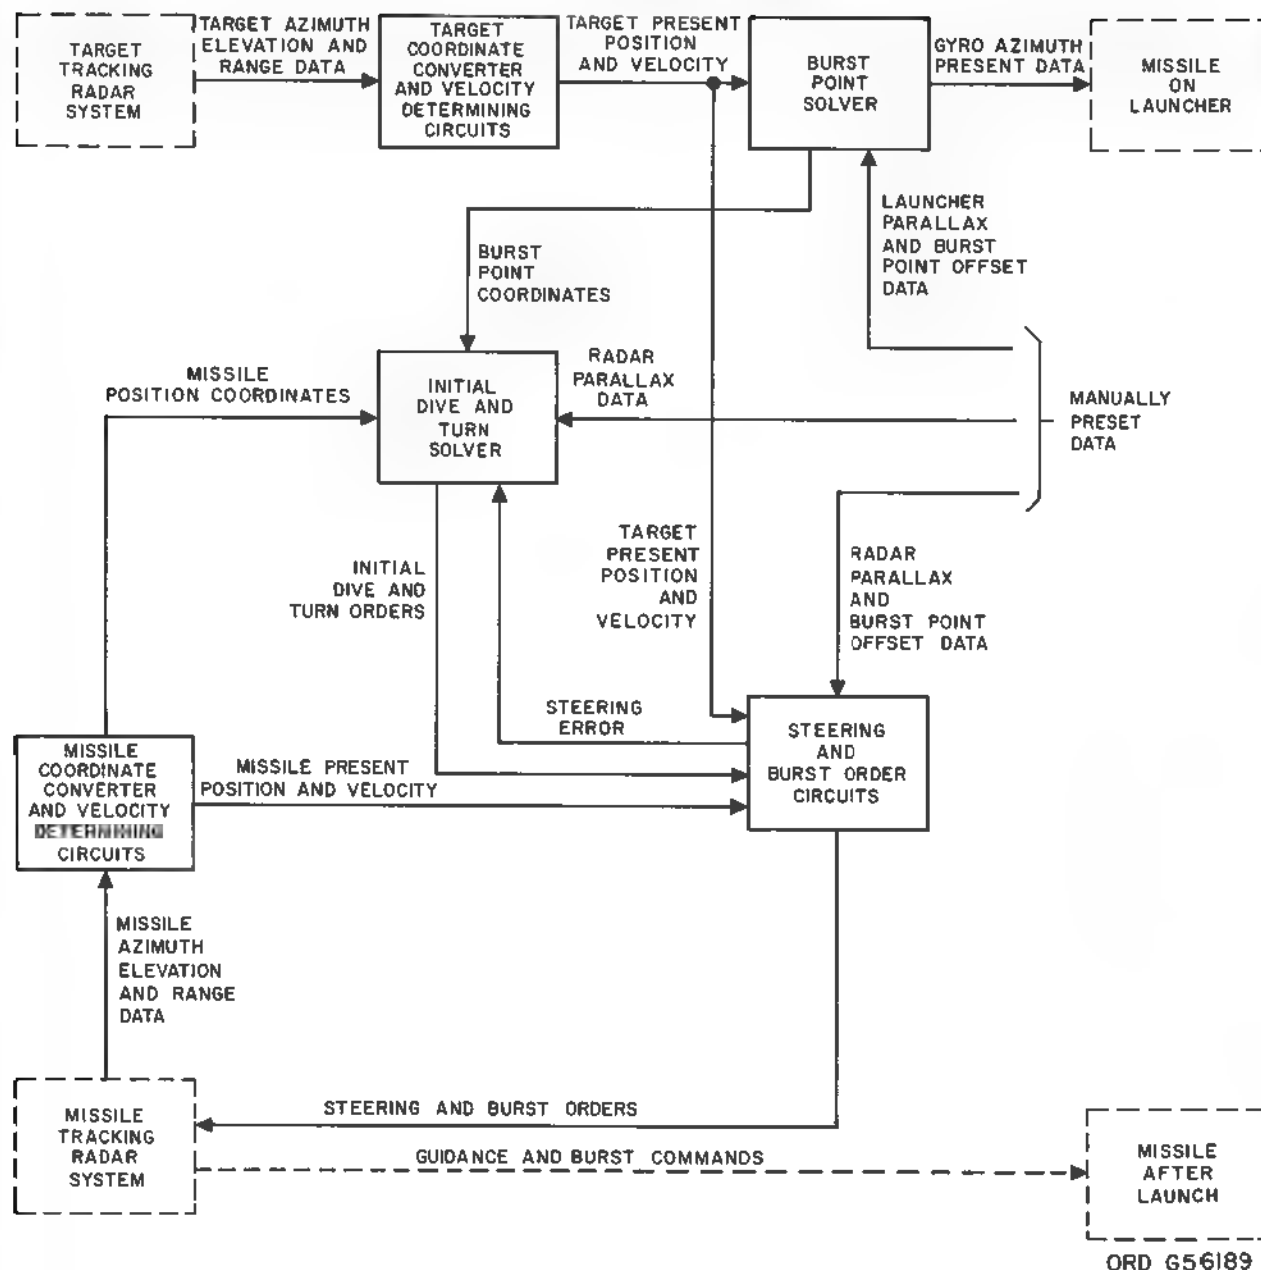 TARGET
TRACKING
RADAR
SYSTEM
TARGET AZIMUTH
ELEVATION AND
RANGE DATA
TARGET
COORDINATE
CONVERTER
AND VELOCITY
DETERMINING
CIRCUITS
TARGET PRESENT
POSITION
AND VELOCITY
BURST
POINT
SOLVER
GYRO AZIMUTH
PRESENT DATA
MISSILE
ON
LAUNCHER
LAUNCHER
PARALLAX
AND BURST
POINT OFFSET
DATA
BURST
POINT
COORDINATES
MISSILE
POSITION COORDINATES
INITIAL
DIVE AND
TURN
SOLVER
RADAR
PARALLAX
DATA
MANUALLY
PRESET
DATA
INITIAL
DIVE AND
TURN ORDERS
TARGET
PRESENT
POSITION
AND
VELOCITY
RADAR
PARALLAX
AND
BURST POINT
OFFSET DATA
STEERING
ERROR
STEERING
AND
BURST ORDER
CIRCUITS
MISSILE
COORDINATE
CONVERTER
AND VELOCITY
DETERMINING
CIRCUITS
MISSILE PRESENT
POSITION AND VELOCITY
MISSILE
AZIMUTH
ELEVATION
AND RANGE
DATA
MISSILE
TRACKING
RADAR
SYSTEM
STEERING AND BURST ORDERS
GUIDANCE AND BURST COMMANDS
MISSILE
AFTER
LAUNCH
ORD G56189